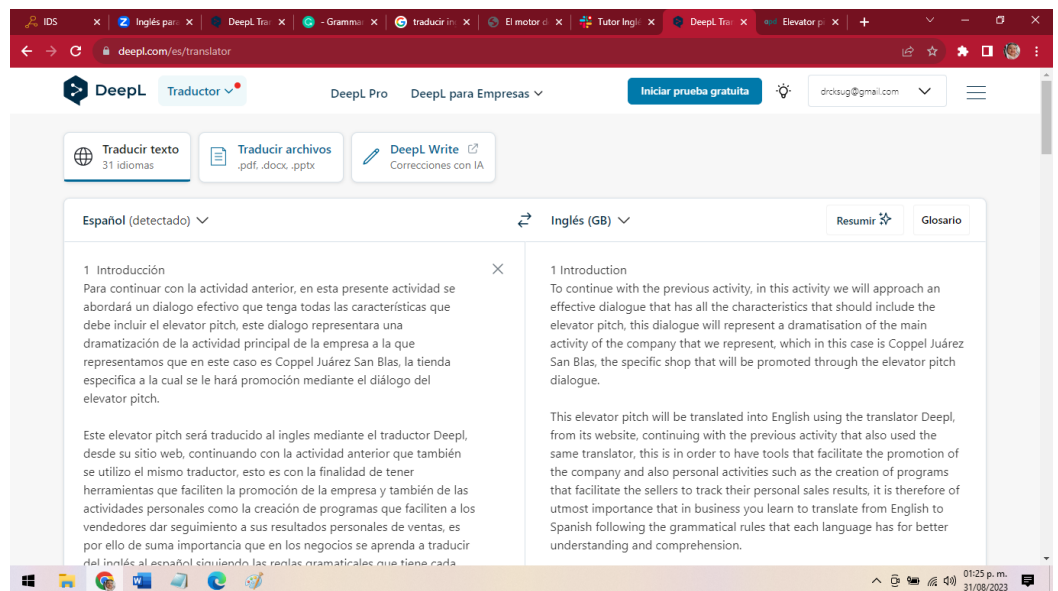 IDS
Inglés para
DeepL Tra
- Grammar
traducir in
El motor d
Tutor Inglé
DeepL Tra
Elevator pi
deepl.com/es/translator
DeepL
Traductor
DeepL Pro
DeepL para Empresas
Iniciar prueba gratuita
drcksug@gmail.com
Traducir texto
31 idiomas
Traducir archivos
.pdf, .docx, .pptx
DeepL Write
Correcciones con IA
Español (detectado)
Inglés (GB)
Resumir
Glosario
1 Introducción
Para continuar con la actividad anterior, en esta presente actividad se
abordará un dialogo efectivo que tenga todas las características que
debe incluir el elevator pitch, este dialogo representara una
dramatización de la actividad principal de la empresa a la que
representamos que en este caso es Coppel Juárez San Blas, la tienda
especifica a la cual se le hará promoción mediante el diálogo del
elevator pitch.
Este elevator pitch será traducido al ingles mediante el traductor Deepl,
desde su sitio web, continuando con la actividad anterior que también
se utilizo el mismo traductor, esto es con la finalidad de tener
herramientas que faciliten la promoción de la empresa y también de las
actividades personales como la creación de programas que faciliten a los
vendedores dar seguimiento a sus resultados personales de ventas, es
por ello de suma importancia que en los negocios se aprenda a traducir
del inglés al español siguiendo las reglas gramaticales que tiene cada
1 Introduction
To continue with the previous activity, in this activity we will approach an
effective dialogue that has all the characteristics that should include the
elevator pitch, this dialogue will represent a dramatisation of the main
activity of the company that we represent, which in this case is Coppel Juárez
San Blas, the specific shop that will be promoted through the elevator pitch
dialogue.
This elevator pitch will be translated into English using the translator Deepl,
from its website, continuing with the previous activity that also used the
same translator, this is in order to have tools that facilitate the promotion of
the company and also personal activities such as the creation of programs
that facilitate the sellers to track their personal sales results, it is therefore of
utmost importance that in business you learn to translate from English to
Spanish following the grammatical rules that each language has for better
understanding and comprehension.
01:25 p. m.
31/08/2023